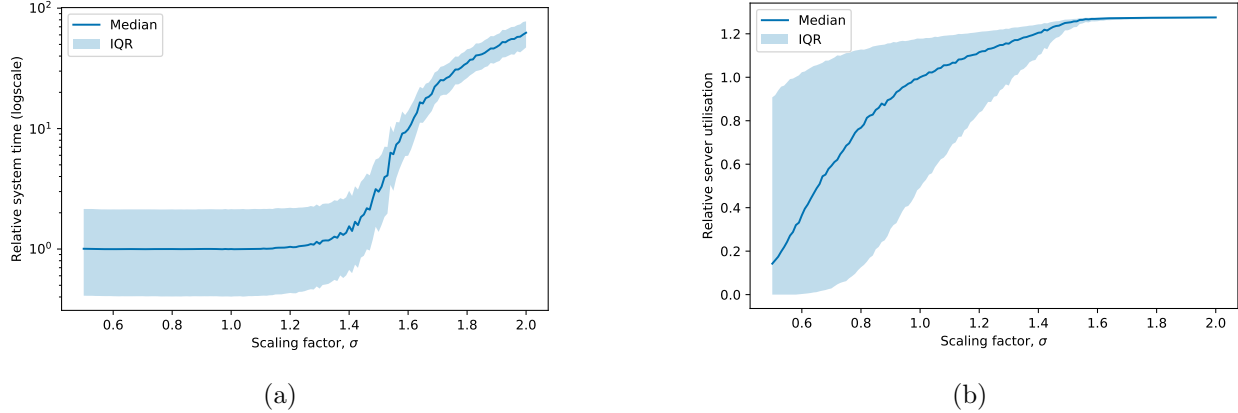 Median
IQR
10²
10¹
10⁰
Relative system time (logscale)
0.6 0.8 1.0 1.2 1.4 1.6 1.8 2.0
Scaling factor, σ
(a)
Median
IQR
1.2
1.0
0.8
0.6
0.4
0.2
0.0
Relative server utilisation
0.6 0.8 1.0 1.2 1.4 1.6 1.8 2.0
Scaling factor, σ
(b)